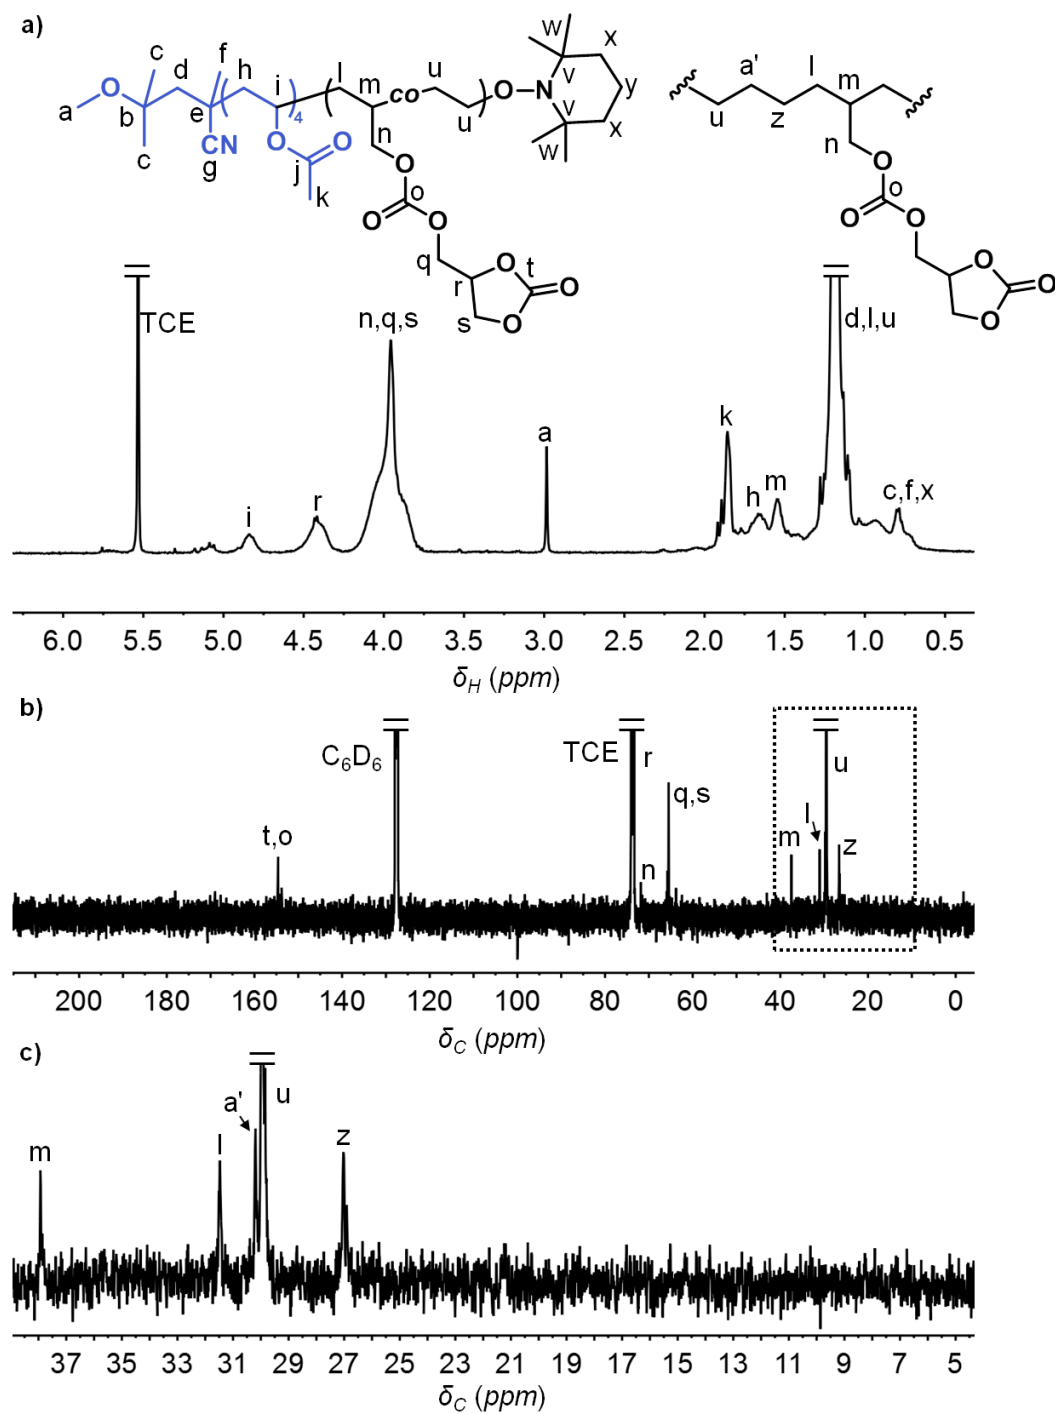 a)
c f h i l m co u w x
d
a O b e 4 O N v y
c CN g O O n u v x
j k w
O o O O
q r s O t O O
a' l m
u z n
O o O O
O O O
TCE
n,q,s
d,l,u
i r a k h m c,f,x
6.0 5.5 5.0 4.5 4.0 3.5 3.0 2.5 2.0 1.5 1.0 0.5
δH (ppm)
b)
C6D6 TCE r u
t,o n q,s m l z
200 180 160 140 120 100 80 60 40 20 0
δC (ppm)
c)
m l a' u z
37 35 33 31 29 27 25 23 21 19 17 15 13 11 9 7 5
δC (ppm)